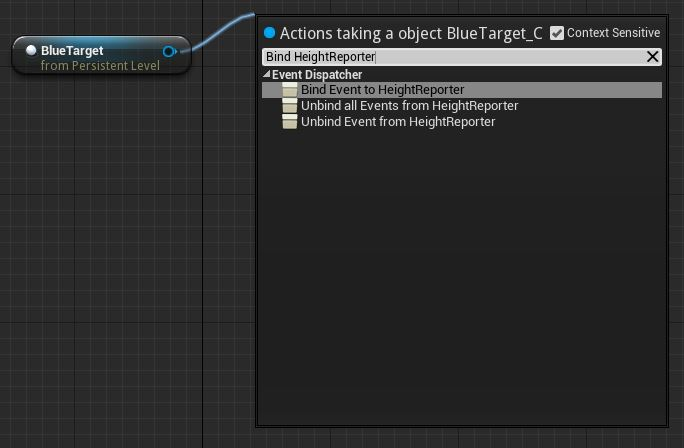 BlueTarget
from Persistent Level
Actions taking a object BlueTarget_C
Context Sensitive
Bind HeightReporter
Event Dispatcher
Bind Event to HeightReporter
Unbind all Events from HeightReporter
Unbind Event from HeightReporter